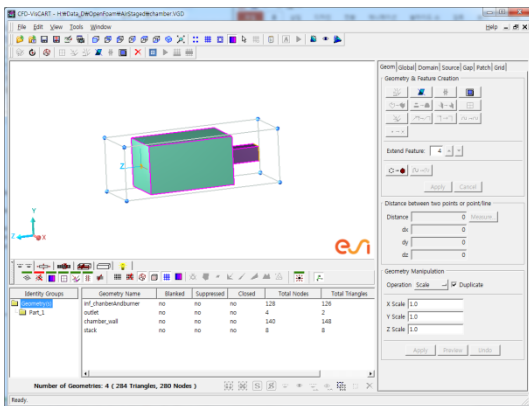 CFD-VisCART - H:\Data_D\OpenFoam\AirStaged\chamber.VGD
File Edit View Tools Window Help
Geom Global Domain Source Gap Patch Grid
Geometry & Feature Creation
Extend Feature: 4
Apply Cancel
Distance between two points or point/line
Distance 0 Measure
dx 0
dy 0
dz 0
Geometry Manipulation
Operation Scale Duplicate
X Scale 1.0
Y Scale 1.0
Z Scale 1.0
Apply Preview Undo
Z
Y
Z X
esi
Identity Groups Geometry Name Blanked Suppressed Closed Total Nodes Total Triangles
Geometry(s) inf_chamberAndburner no no no 128 126
Part_1 outlet no no no 4 2
chamber_wall no no no 140 148
stack no no no 8 8
Number of Geometries: 4 ( 284 Triangles, 280 Nodes )
Ready.